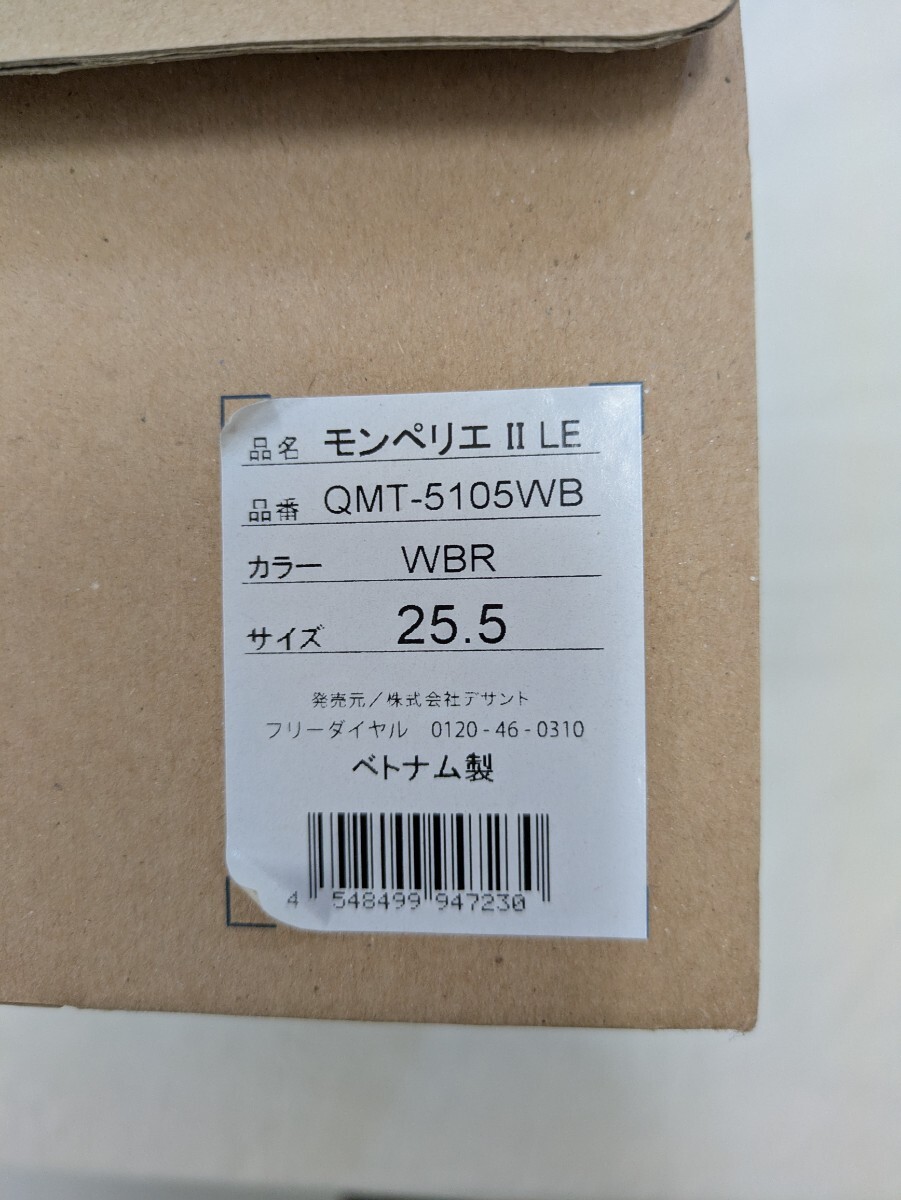 品名 モンペリエ II LE
品番 QMT-5105WB
カラー WBR
サイズ 25.5
発売元/株式会社デサント
フリーダイヤル 0120-46-0310
ベトナム製
4 548499 947230